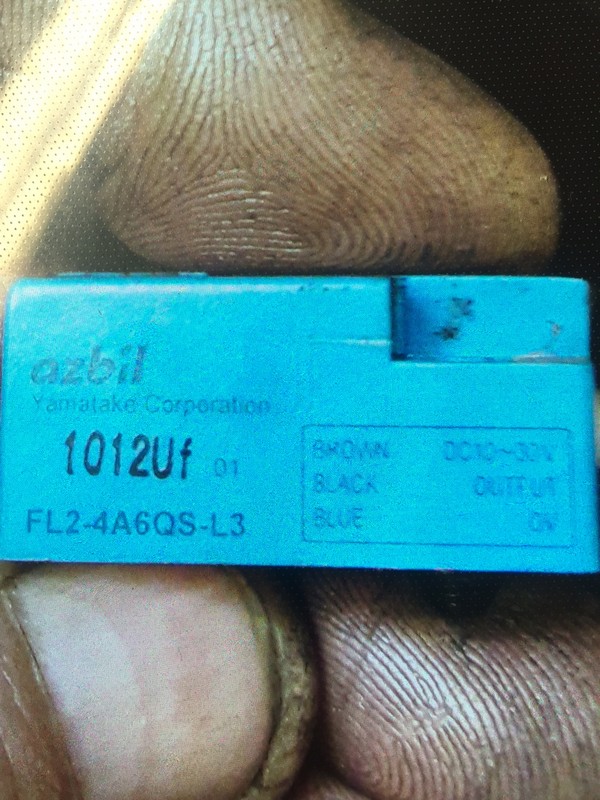 azbil
Yamatake Corporation
1012Uf 01
FL2-4A6QS-L3
BROWN DC10~30V
BLACK OUTPUT
BLUE 0V